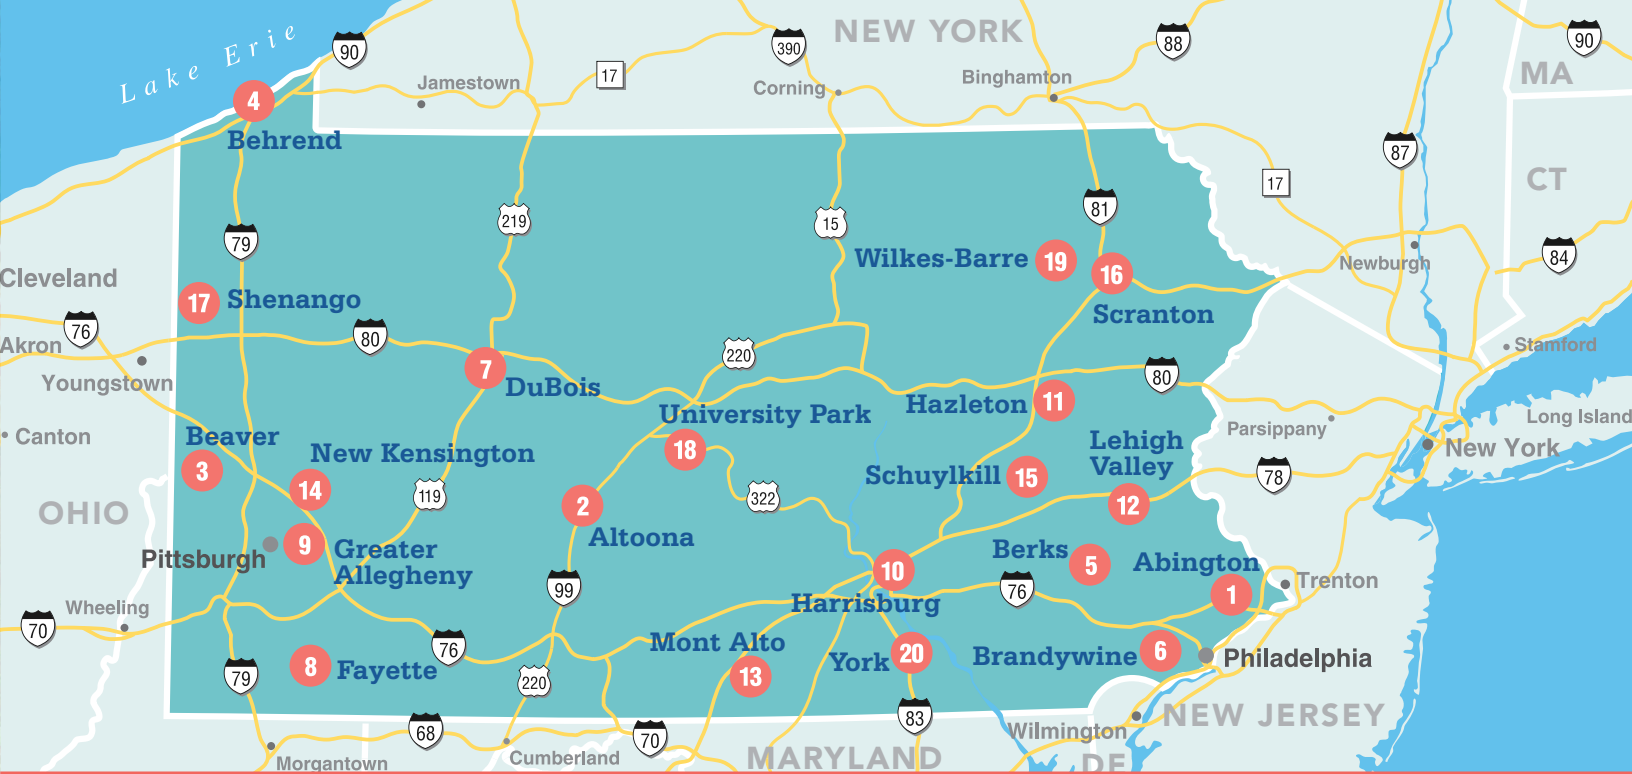 Lake Erie
90
NEW YORK
390
88
90
Jamestown
17
Corning
Binghamton
MA
4
Behrend
87
CT
17
219
15
81
79
Cleveland
Wilkes-Barre
19
16
Newburgh
84
17
Shenango
Scranton
76
80
Akron
220
Stamford
Youngstown
7
DuBois
80
University Park
Hazleton
11
Long Island
Parsippany
Canton
Beaver
New Kensington
18
Lehigh
Valley
New York
3
14
119
322
Schuylkill
15
78
2
12
OHIO
Altoona
Pittsburgh
9
Greater
Allegheny
10
Berks
5
Abington
Trenton
99
76
1
Harrisburg
Wheeling
70
76
Mont Alto
York
20
Brandywine
6
Philadelphia
79
8
Fayette
220
13
68
70
83
Wilmington
NEW JERSEY
Morgantown
Cumberland
MARYLAND
DE